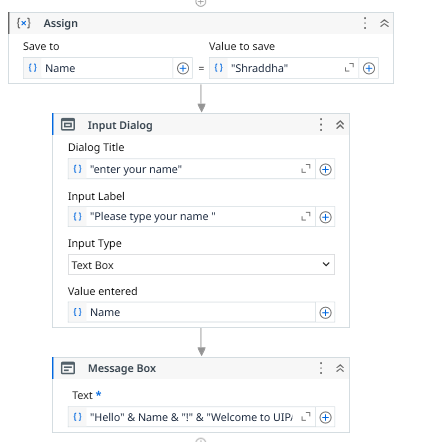 Assign
Save to Value to save
Name = "Shraddha"
Input Dialog
Dialog Title
"enter your name"
Input Label
"Please type your name "
Input Type
Text Box
Value entered
Name
Message Box
Text *
"Hello" & Name & "!" & "Welcome to UIP